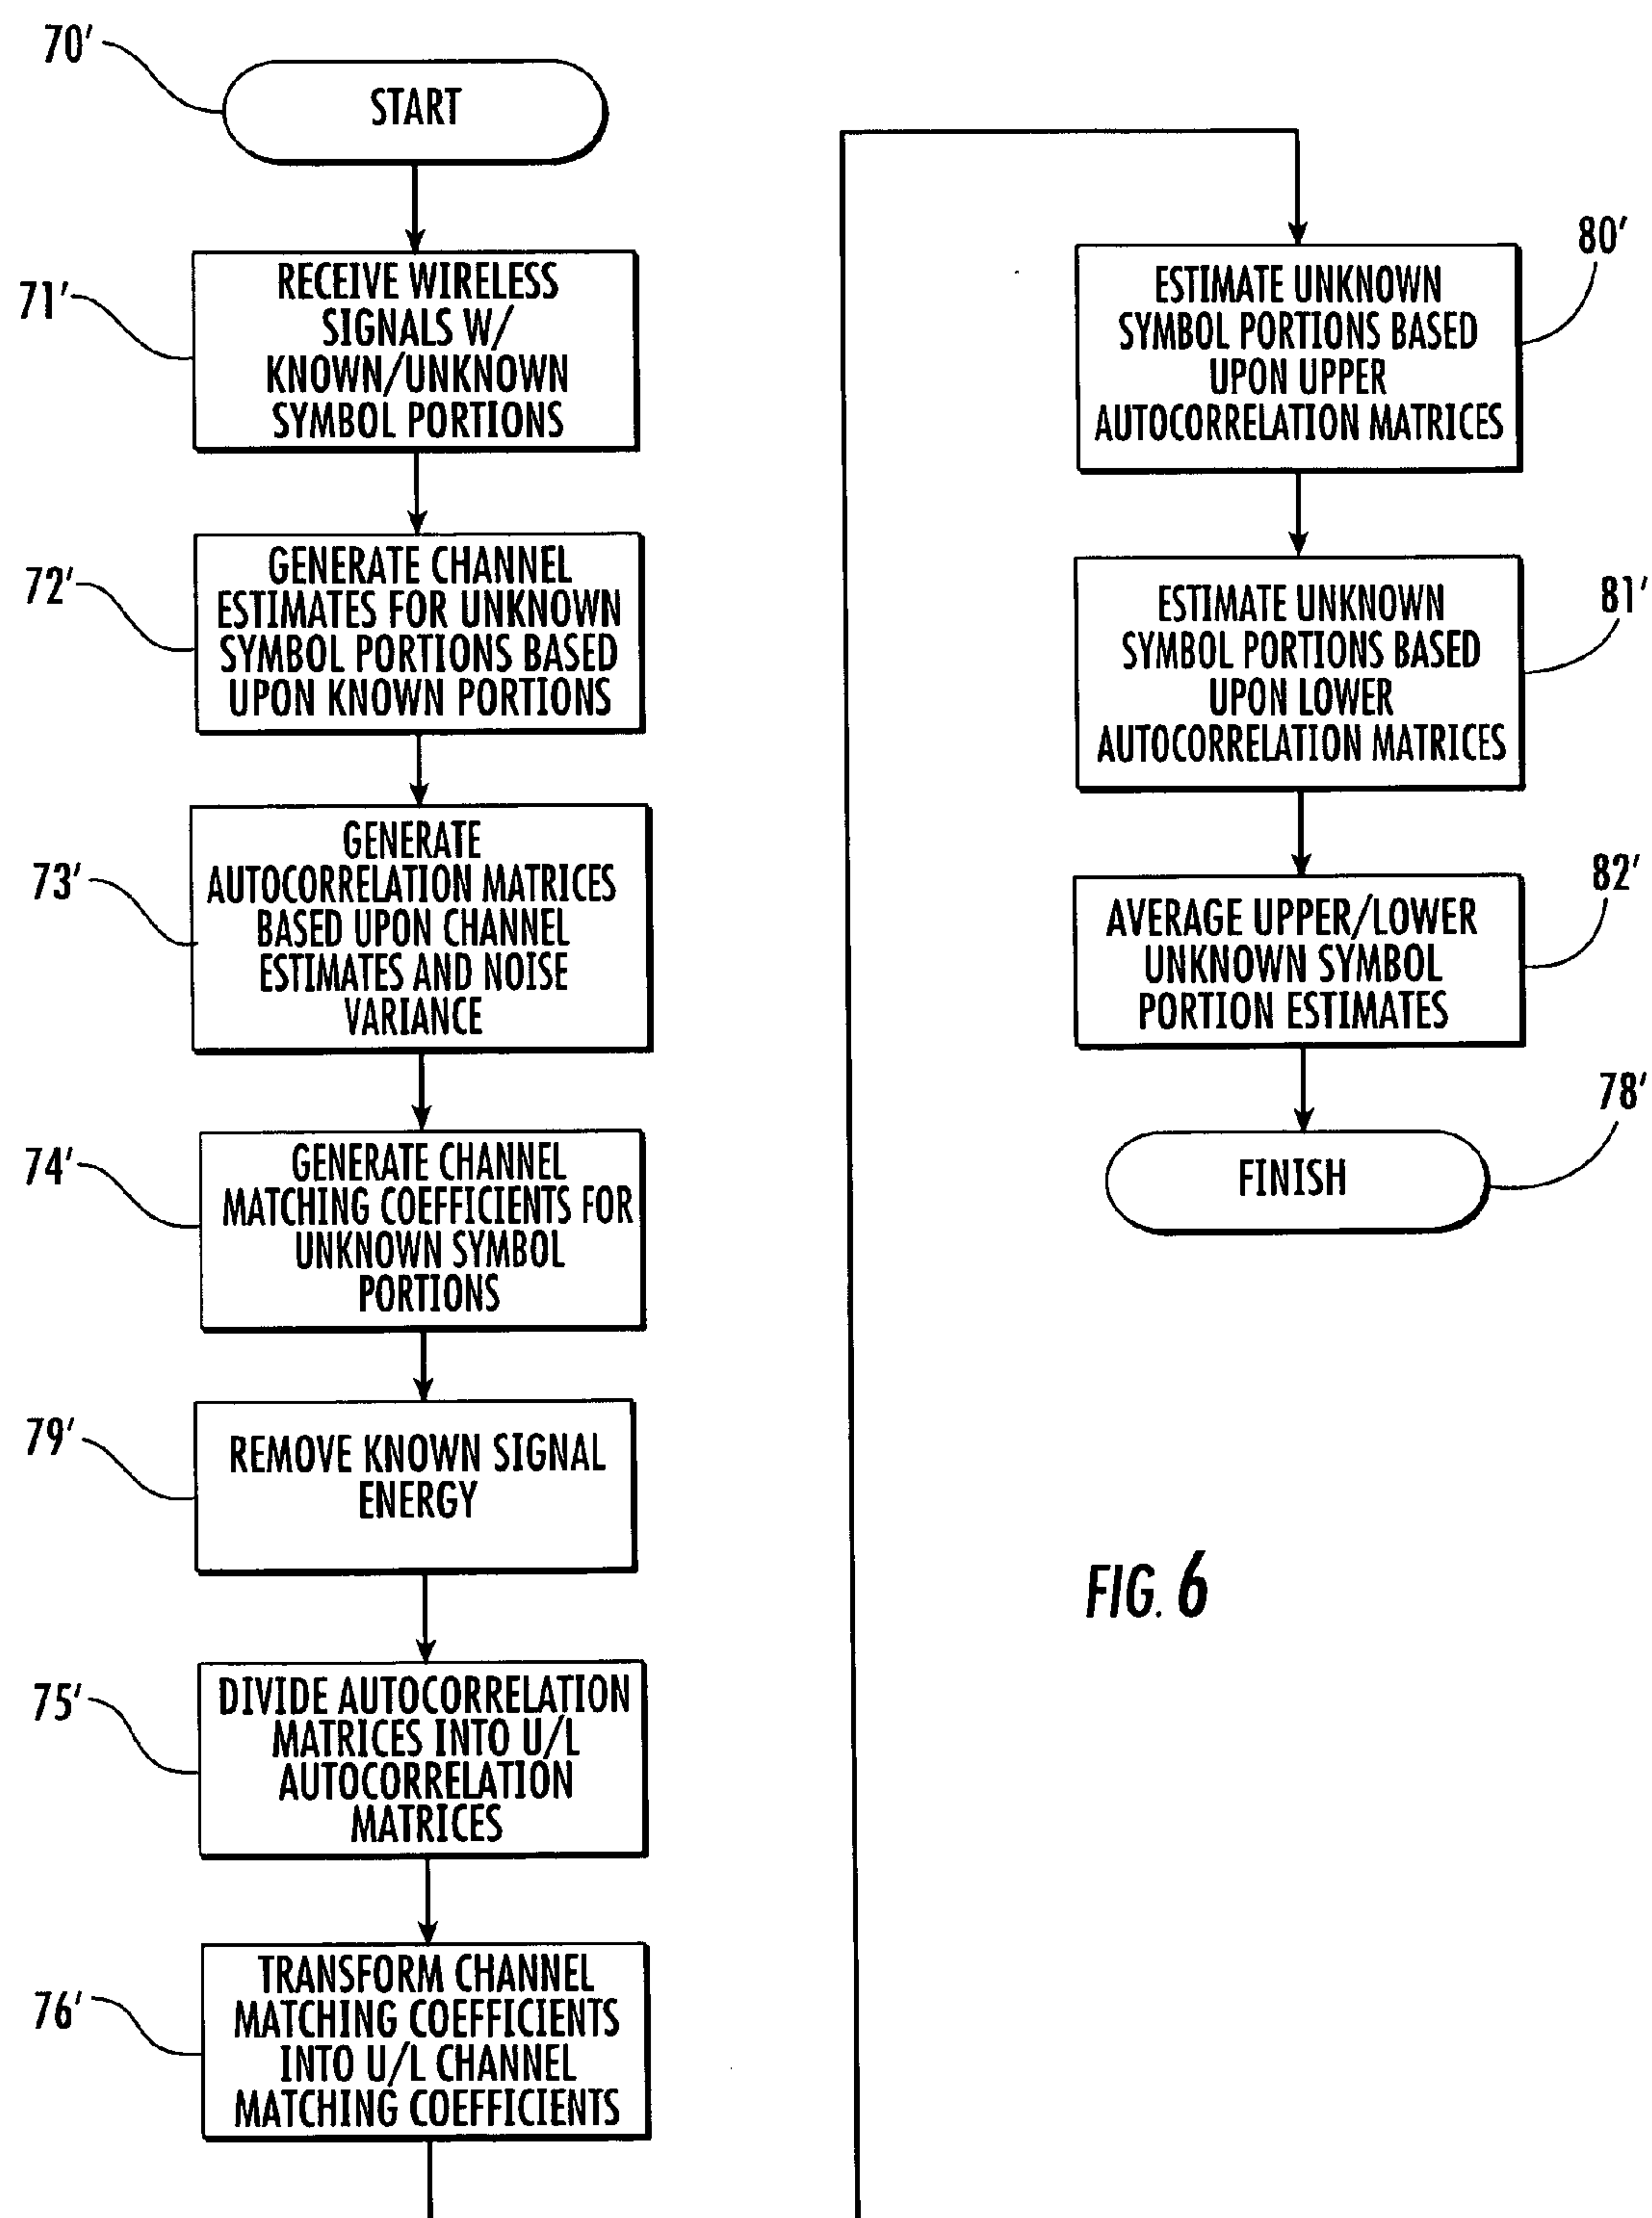 70'
START
71'
RECEIVE WIRELESS
SIGNALS W/
KNOWN/UNKNOWN
SYMBOL PORTIONS
72'
GENERATE CHANNEL
ESTIMATES FOR UNKNOWN
SYMBOL PORTIONS BASED
UPON KNOWN PORTIONS
73'
GENERATE
AUTOCORRELATION MATRICES
BASED UPON CHANNEL
ESTIMATES AND NOISE
VARIANCE
74'
GENERATE CHANNEL
MATCHING COEFFICIENTS FOR
UNKNOWN SYMBOL
PORTIONS
79'
REMOVE KNOWN SIGNAL
ENERGY
75'
DIVIDE AUTOCORRELATION
MATRICES INTO U/L
AUTOCORRELATION
MATRICES
76'
TRANSFORM CHANNEL
MATCHING COEFFICIENTS
INTO U/L CHANNEL
MATCHING COEFFICIENTS
80'
ESTIMATE UNKNOWN
SYMBOL PORTIONS BASED
UPON UPPER
AUTOCORRELATION MATRICES
81'
ESTIMATE UNKNOWN
SYMBOL PORTIONS BASED
UPON LOWER
AUTOCORRELATION MATRICES
82'
AVERAGE UPPER/LOWER
UNKNOWN SYMBOL
PORTION ESTIMATES
78'
FINISH
FIG. 6